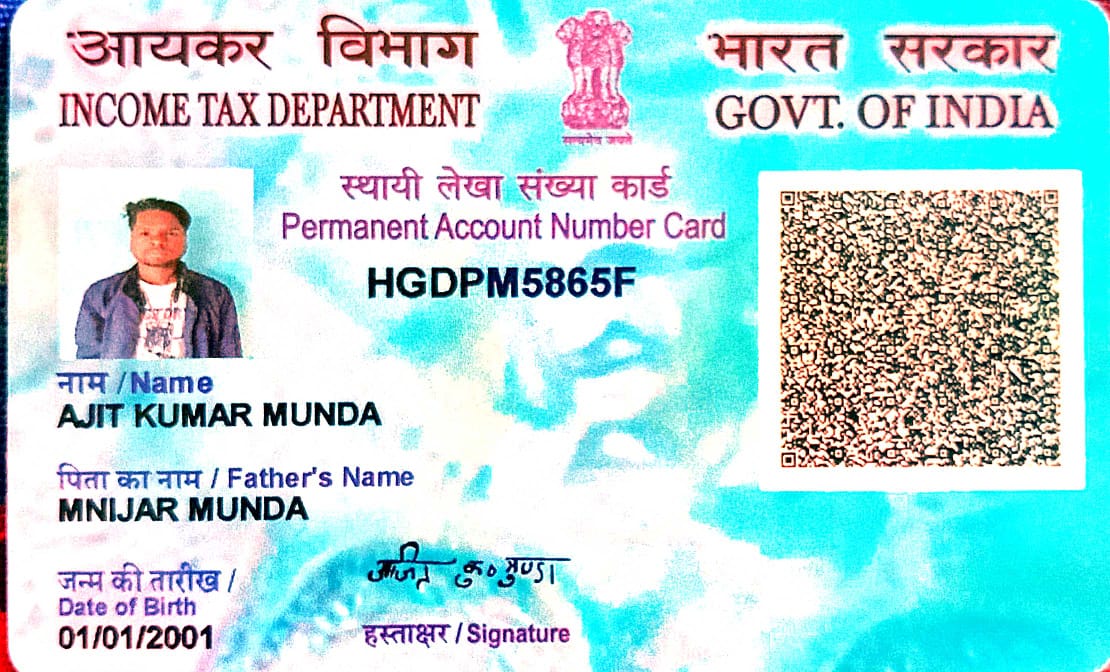 आयकर विभाग
INCOME TAX DEPARTMENT
सत्यमेव जयते
भारत सरकार
GOVT. OF INDIA
स्थायी लेखा संख्या कार्ड
Permanent Account Number Card
HGDPM5865F
नाम / Name
AJIT KUMAR MUNDA
पिता का नाम / Father's Name
MNIJAR MUNDA
जन्म की तारीख /
Date of Birth
01/01/2001
अजित कु० मुण्डा
हस्ताक्षर / Signature